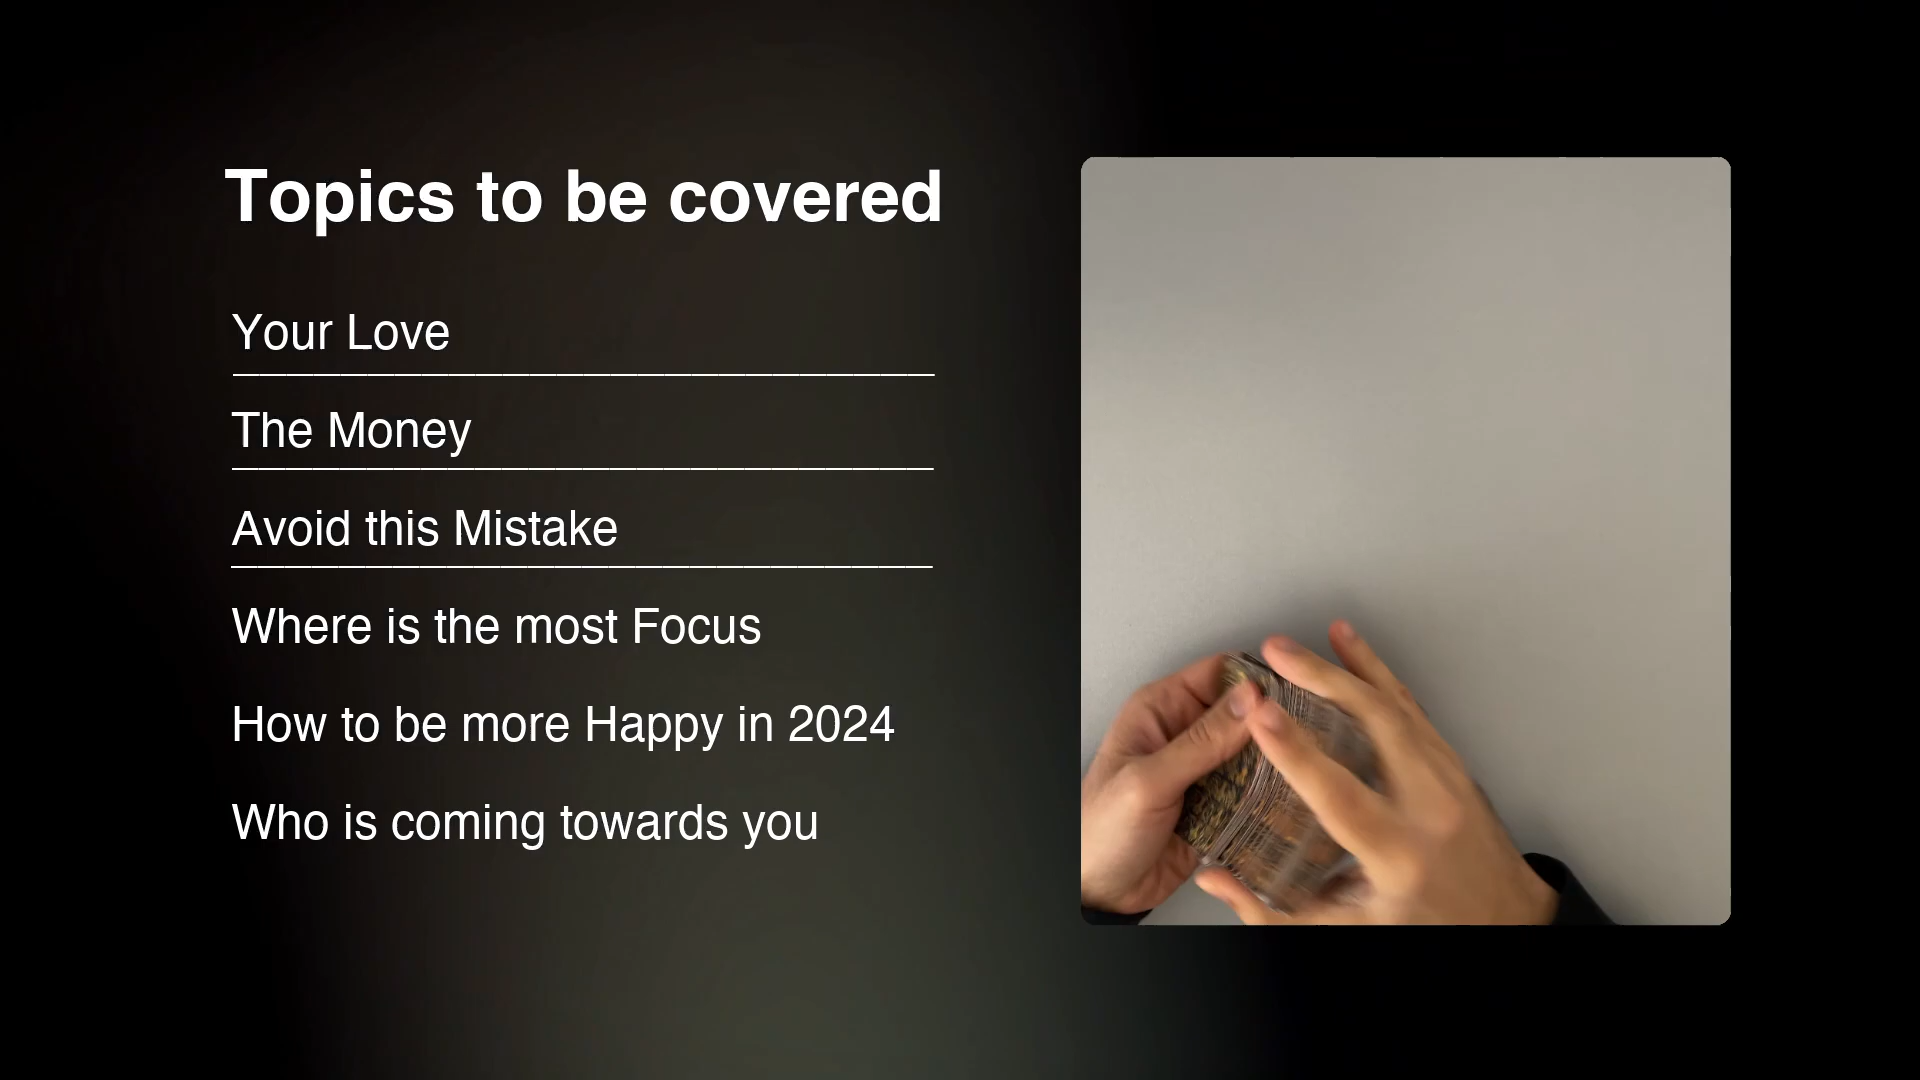 Topics to be covered
Your Love
The Money
Avoid this Mistake
Where is the most Focus
How to be more Happy in 2024
Who is coming towards you